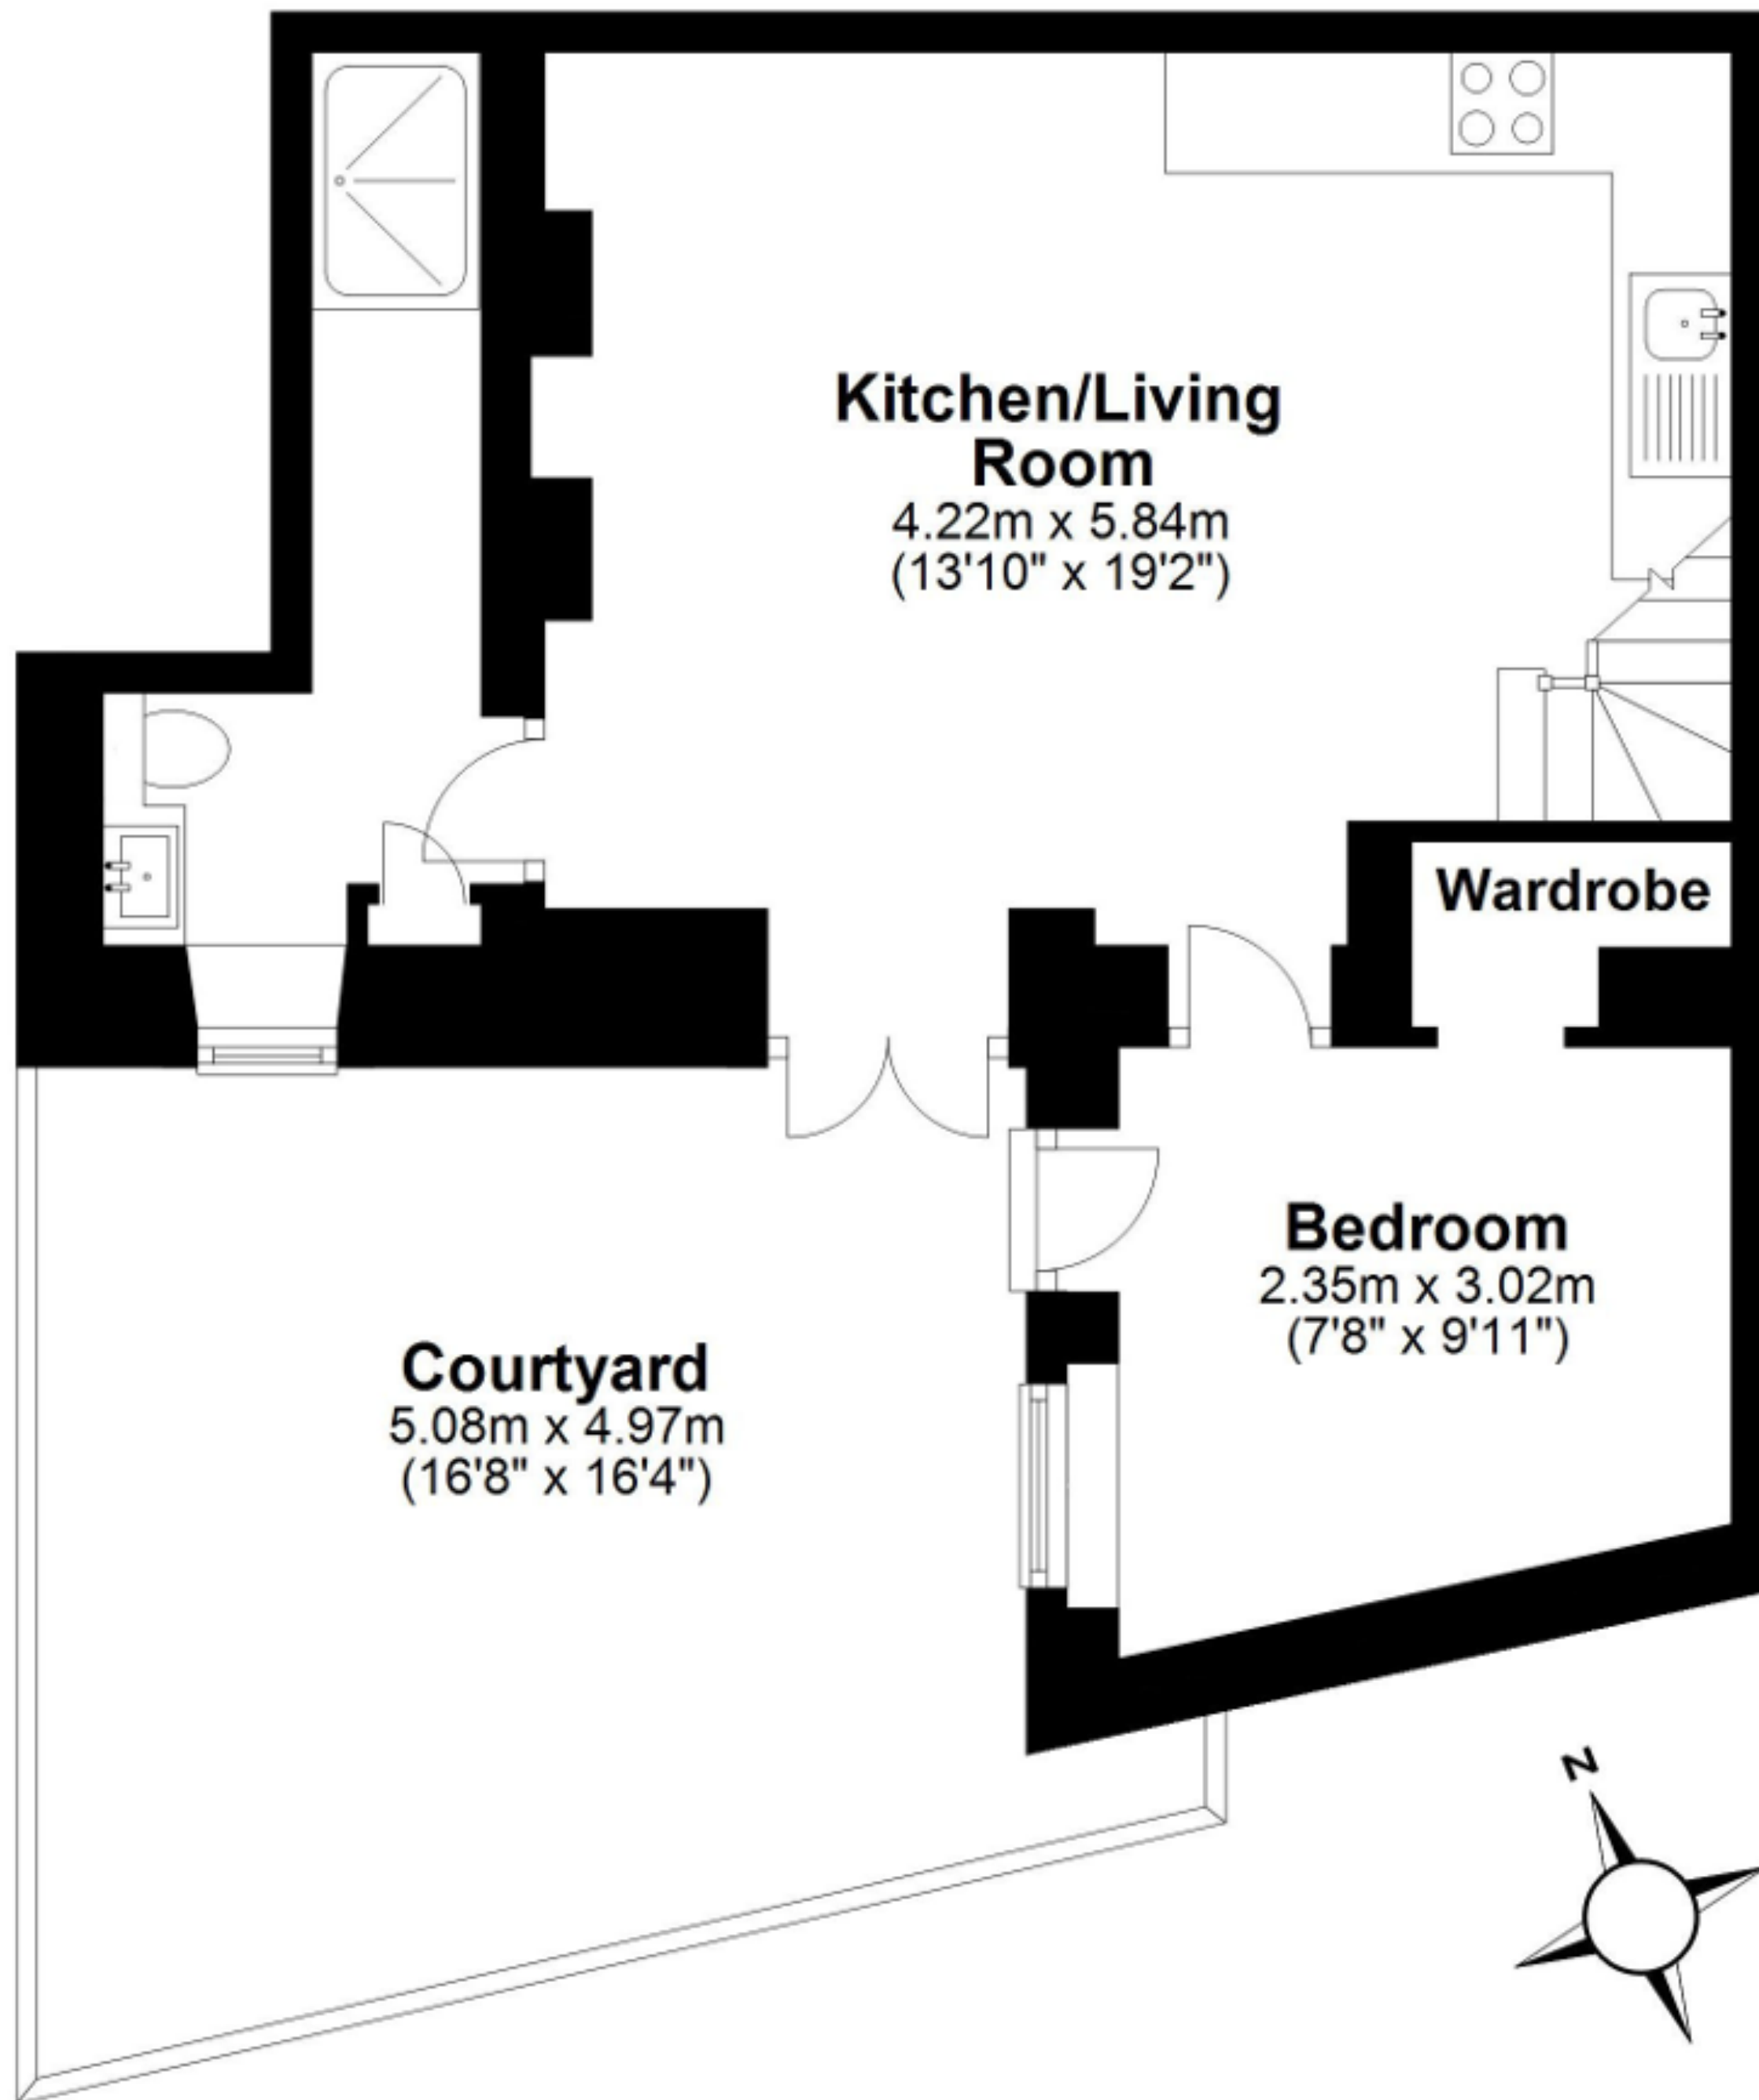 Kitchen/Living
Room
4.22m x 5.84m
(13'10" x 19'2")
Wardrobe
Bedroom
2.35m x 3.02m
(7'8" x 9'11")
Courtyard
5.08m x 4.97m
(16'8" x 16'4")
N